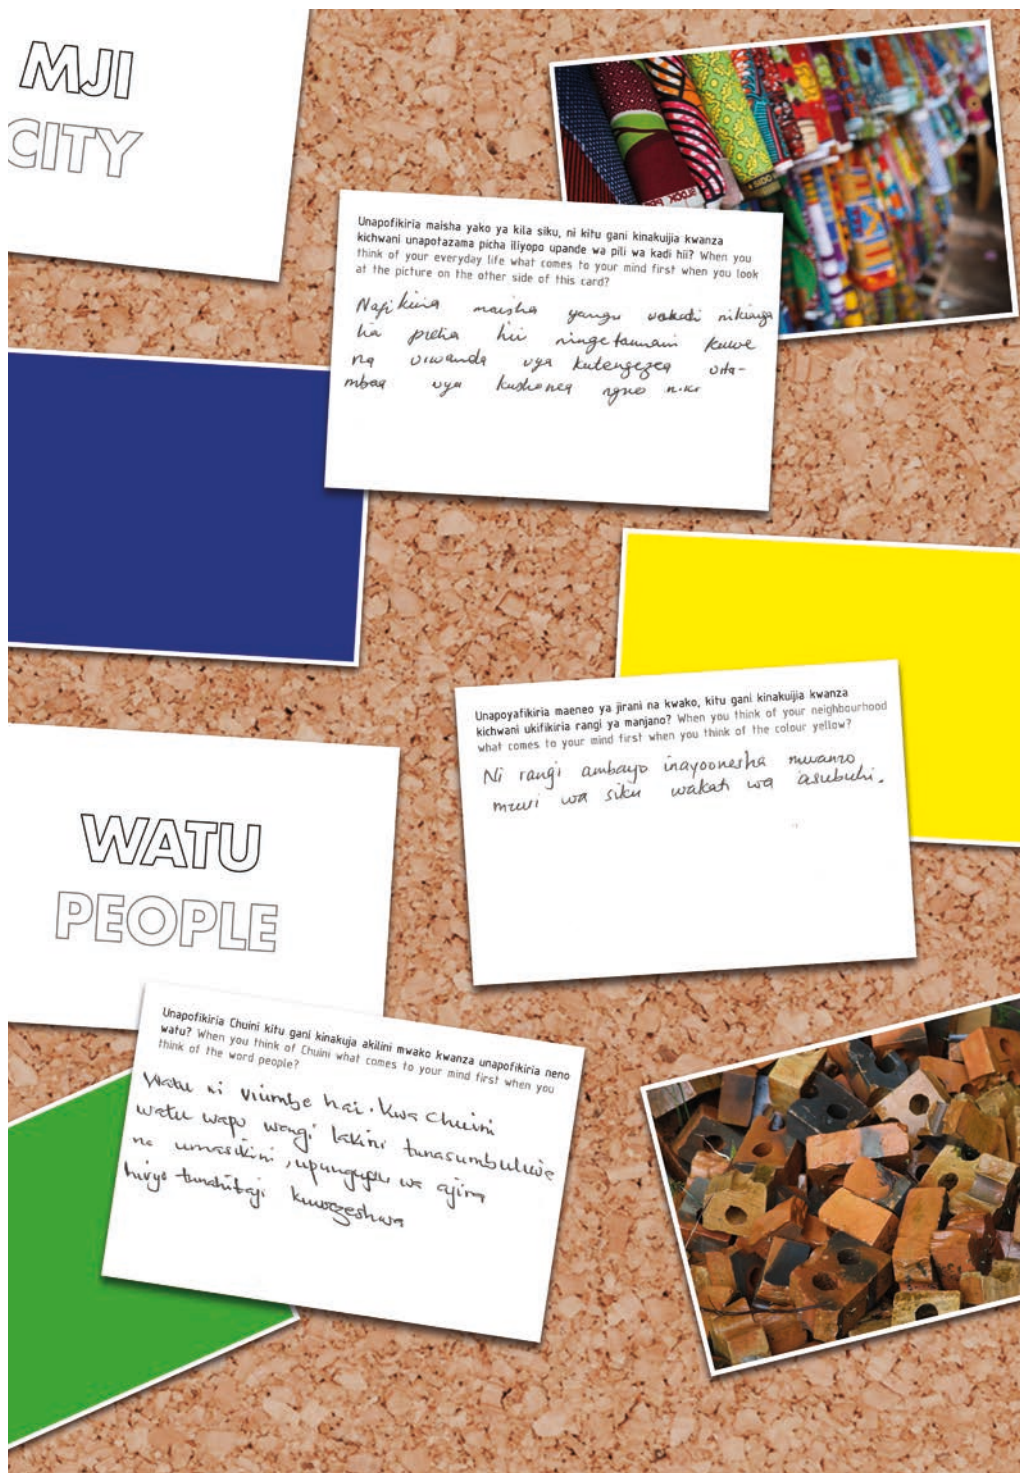 MJI
CITY
Unapofikiria maisha yako ya kila siku, ni kitu gani kinakuijia kwanza
kichwani unapotazama picha iliyopo upande wa pili wa kadi hii? When you
think of your everyday life what comes to your mind first when you look
at the picture on the other side of this card?
maisha yangu wakati
hii ningetamani kuwe
na viwanda vya kutengezea vita-
mbaa vya kushonea nguo n.k
Unapoyafikiria maeneo ya jirani na kwako, kitu gani kinakuijia kwanza
kichwani ukifikiria rangi ya manjano? When you think of your neighbourhood
what comes to your mind first when you think of the colour yellow?
Ni rangi ambayo inayoonesha mwanzo
wa siku wakati wa asubuhi.
WATU
PEOPLE
Unapofikiria Chuini kitu gani kinakuja akilini mwako kwanza unapofikiria neno
watu? When you think of Chuini what comes to your mind first when you
think of the word people?
Watu ni viumbe hai. Kwa Chuini
watu wapo wengi lakini tunasumbuliwa
na umasikini, upungufu wa ajira
hivyo tunahitaji kuwezeshwa